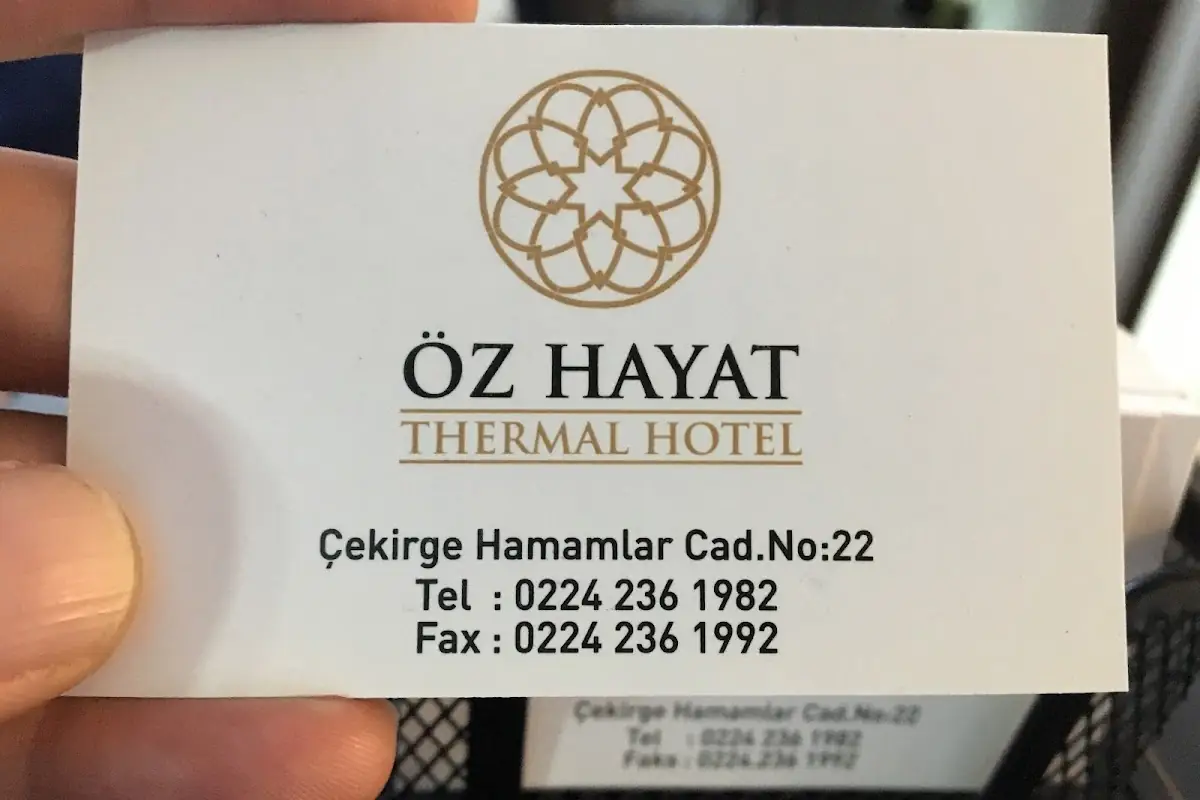 ÖZ HAYAT
THERMAL HOTEL
Çekirge Hamamlar Cad.No:22
Tel : 0224 236 1982
Fax : 0224 236 1992
Çekirge Hamamlar Cad.No:22
Tel : 0224 236 1982
Faks : 0224.236 1992